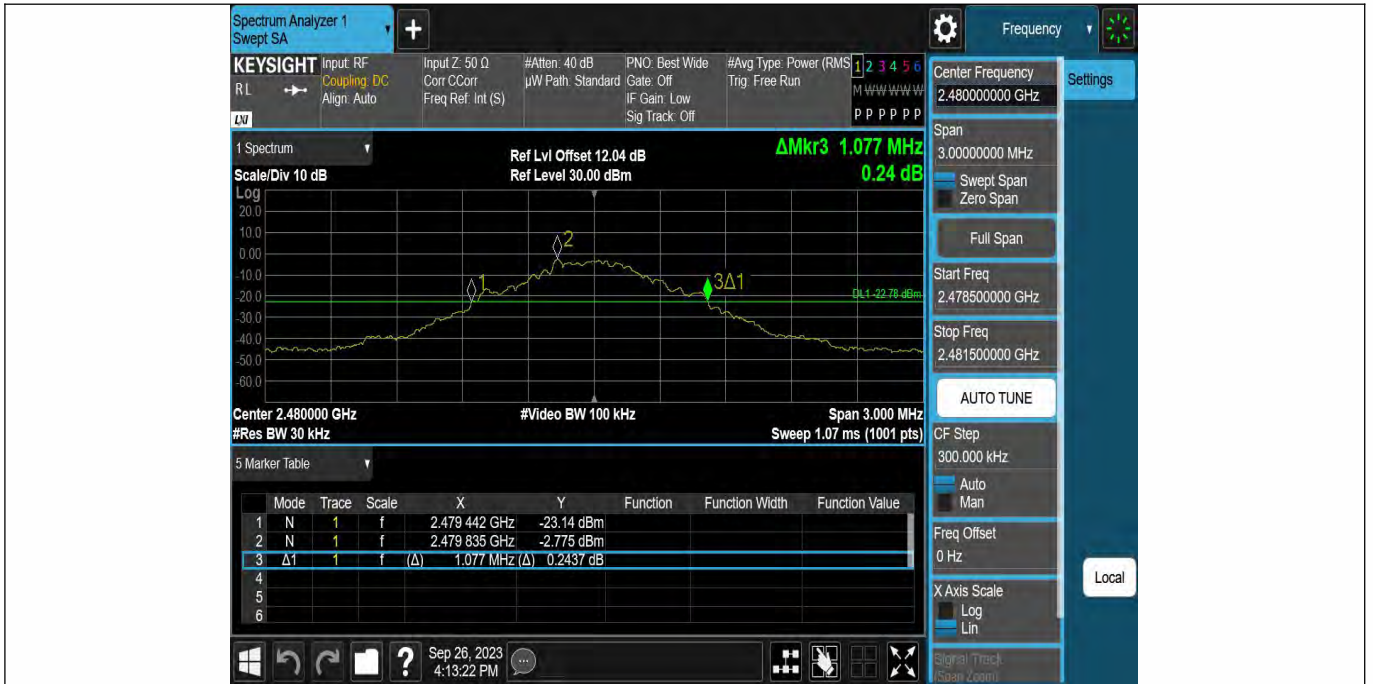 Spectrum Analyzer 1
Swept SA
+
Frequency
KEYSIGHT
RL
LXI
Input: RF
Coupling: DC
Align: Auto
Input Z: 50 Ω
Corr CCorr
Freq Ref: Int (S)
#Atten: 40 dB
µW Path: Standard
PNO: Best Wide
Gate: Off
IF Gain: Low
Sig Track: Off
#Avg Type: Power (RMS
Trig: Free Run
1 2 3 4 5 6
M W W W W W
P P P P P P
1 Spectrum
Scale/Div 10 dB
Ref Lvl Offset 12.04 dB
Ref Level 30.00 dBm
ΔMkr3 1.077 MHz
0.24 dB
Log
20.0
10.0
0.00
-10.0
-20.0
-30.0
-40.0
-50.0
-60.0
1
2
3Δ1
DL1 -22.78 dBm
Center 2.480000 GHz
#Video BW 100 kHz
Span 3.000 MHz
#Res BW 30 kHz
Sweep 1.07 ms (1001 pts)
5 Marker Table
Mode Trace Scale X Y Function Function Width Function Value
1 N 1 f 2.479 442 GHz -23.14 dBm
2 N 1 f 2.479 835 GHz -2.775 dBm
3 Δ1 1 f (Δ) 1.077 MHz (Δ) 0.2437 dB
4
5
6
?
Sep 26, 2023
4:13:22 PM
Center Frequency
2.480000000 GHz
Settings
Span
3.00000000 MHz
Swept Span
Zero Span
Full Span
Start Freq
2.478500000 GHz
Stop Freq
2.481500000 GHz
AUTO TUNE
CF Step
300.000 kHz
Auto
Man
Freq Offset
0 Hz
X Axis Scale
Log
Lin
Signal Track
(Span Zoom)
Local